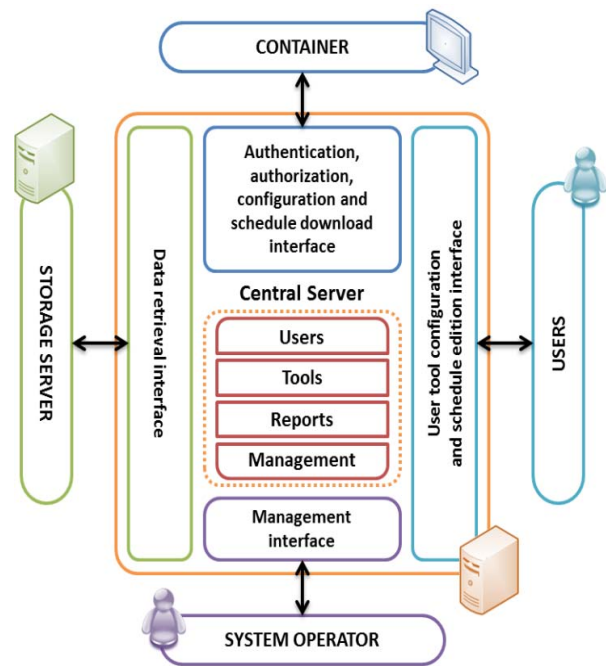 CONTAINER
Authentication,
authorization,
configuration and
schedule download
interface
STORAGE SERVER
Data retrieval interface
Central Server
Users
Tools
Reports
Management
User tool configuration
and schedule edition interface
USERS
Management
interface
SYSTEM OPERATOR